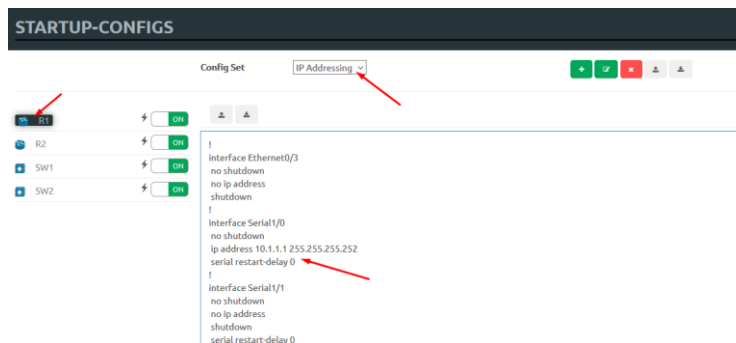 STARTUP-CONFIGS
Config Set
IP Addressing
R1
ON
R2
ON
SW1
ON
SW2
ON
!
interface Ethernet0/3
no shutdown
no ip address
shutdown
!
interface Serial1/0
no shutdown
ip address 10.1.1.1 255.255.255.252
serial restart-delay 0
!
interface Serial1/1
no shutdown
no ip address
shutdown
serial restart-delay 0